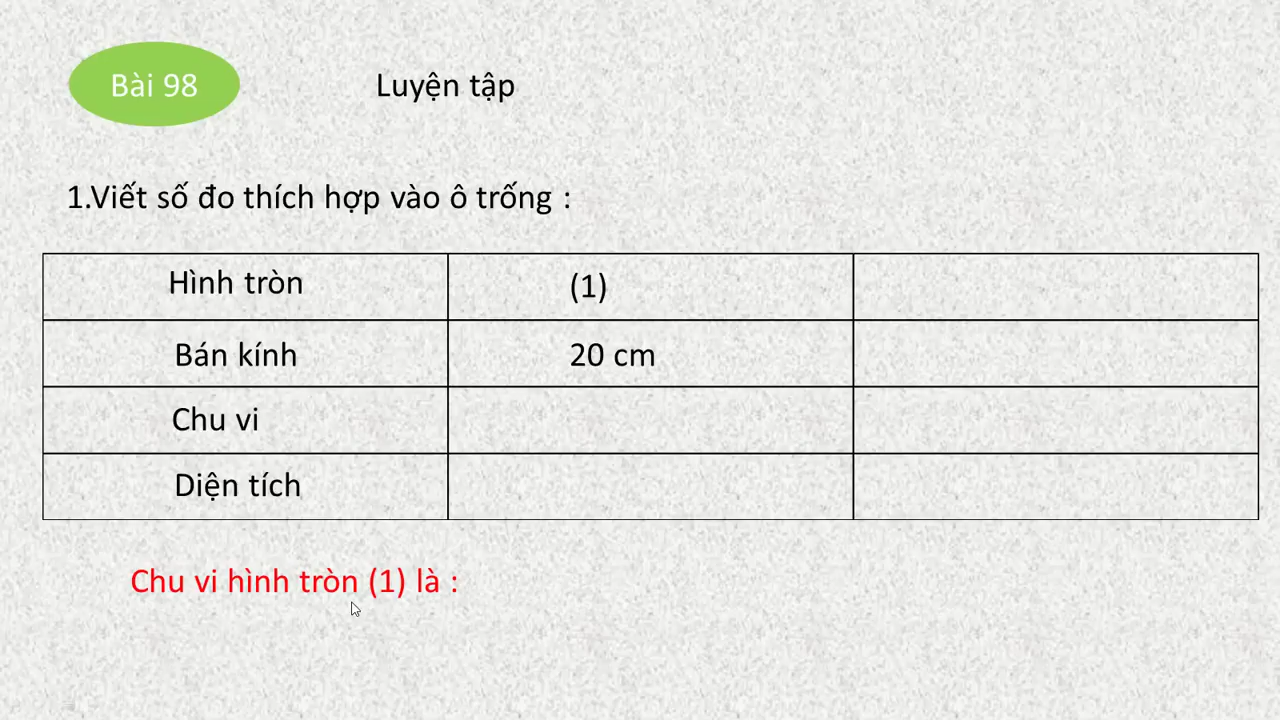 Bài 98
Luyện tập
1.Viết số đo thích hợp vào ô trống :
Hình tròn (1)
Bán kính 20 cm
Chu vi
Diện tích
Chu vi hình tròn (1) là :